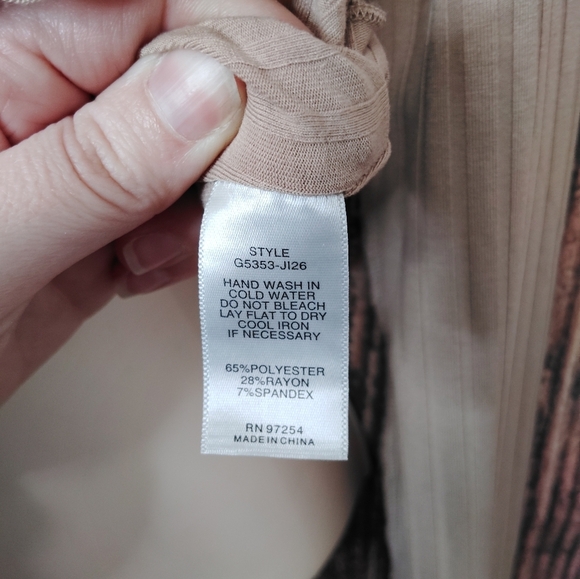 STYLE
G5353-J126
HAND WASH IN
COLD WATER
DO NOT BLEACH
LAY FLAT TO DRY
COOL IRON
IF NECESSARY
65%POLYESTER
28%RAYON
7%SPANDEX
RN 97254
MADE IN CHINA